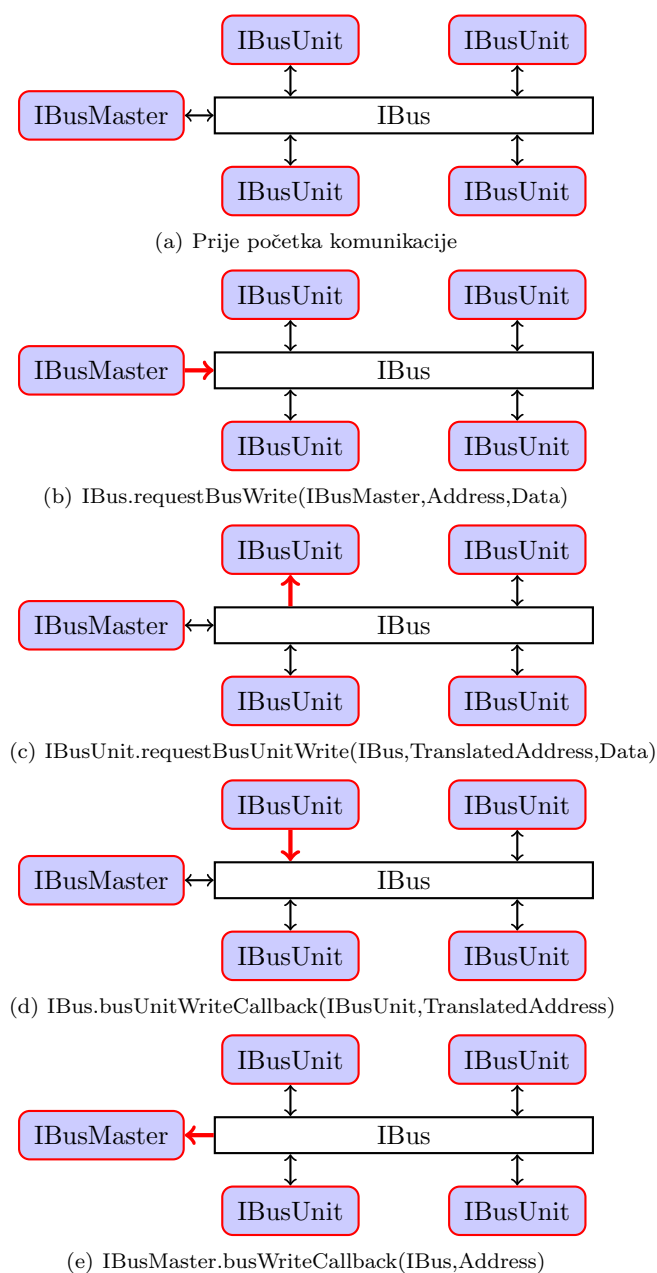 IBusUnit IBusUnit
IBusMaster IBus
IBusUnit IBusUnit
(a) Prije početka komunikacije
IBusUnit IBusUnit
IBusMaster IBus
IBusUnit IBusUnit
(b) IBus.requestBusWrite(IBusMaster,Address,Data)
IBusUnit IBusUnit
IBusMaster IBus
IBusUnit IBusUnit
(c) IBusUnit.requestBusUnitWrite(IBus,TranslatedAddress,Data)
IBusUnit IBusUnit
IBusMaster IBus
IBusUnit IBusUnit
(d) IBus.busUnitWriteCallback(IBusUnit,TranslatedAddress)
IBusUnit IBusUnit
IBusMaster IBus
IBusUnit IBusUnit
(e) IBusMaster.busWriteCallback(IBus,Address)